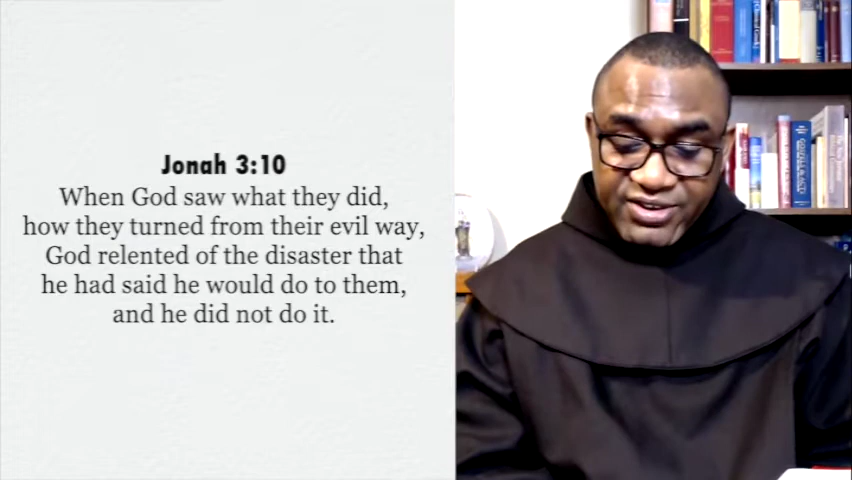 Jonah 3:10
When God saw what they did,
how they turned from their evil way,
God relented of the disaster that
he had said he would do to them,
and he did not do it.